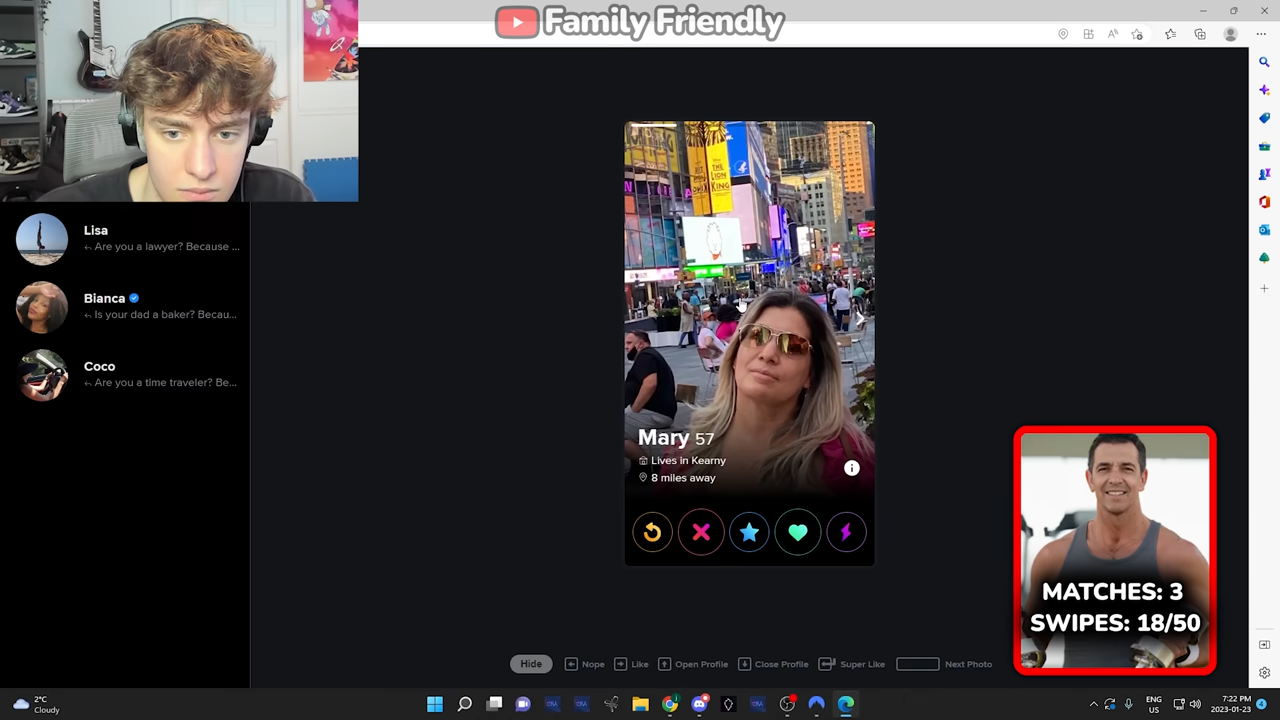 Family Friendly
Lisa
Are you a lawyer? Because ...
Bianca
Is your dad a baker? Becau...
Coco
Are you a time traveler? Be...
THE
LION
KING
Mary 57
Lives in Kearny
8 miles away
MATCHES: 3
SWIPES: 18/50
Hide
Nope
Like
Open Profile
Close Profile
Super Like
Next Photo
2°C
Cloudy
ENG
US
7:22 PM
2023-01-23
4